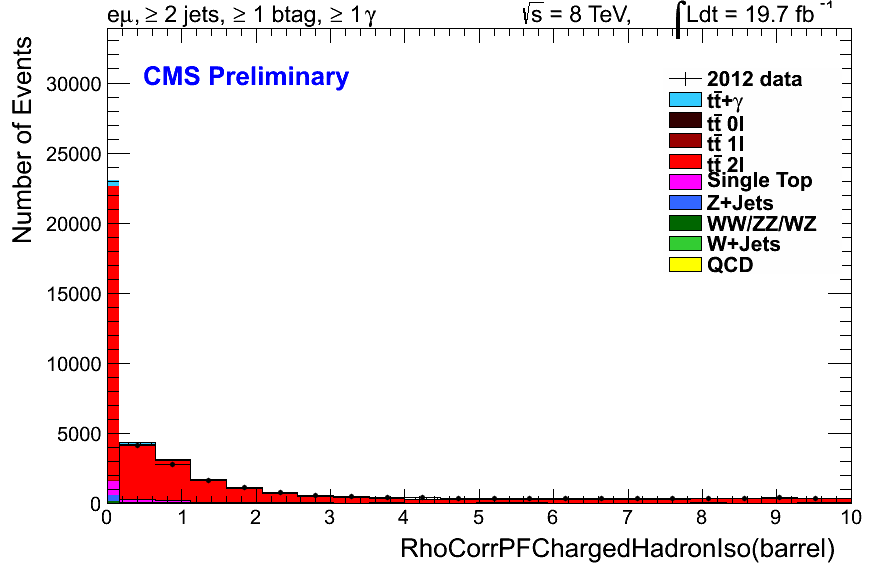 eμ, ≥ 2 jets, ≥ 1 btag, ≥ 1 γ
√s = 8 TeV, ∫Ldt = 19.7 fb⁻¹
CMS Preliminary
Number of Events
30000
25000
20000
15000
10000
5000
0
2012 data
tt̄+γ
tt̄ 0l
tt̄ 1l
tt̄ 2l
Single Top
Z+Jets
WW/ZZ/WZ
W+Jets
QCD
0 1 2 3 4 5 6 7 8 9 10
RhoCorrPFChargedHadronIso(barrel)